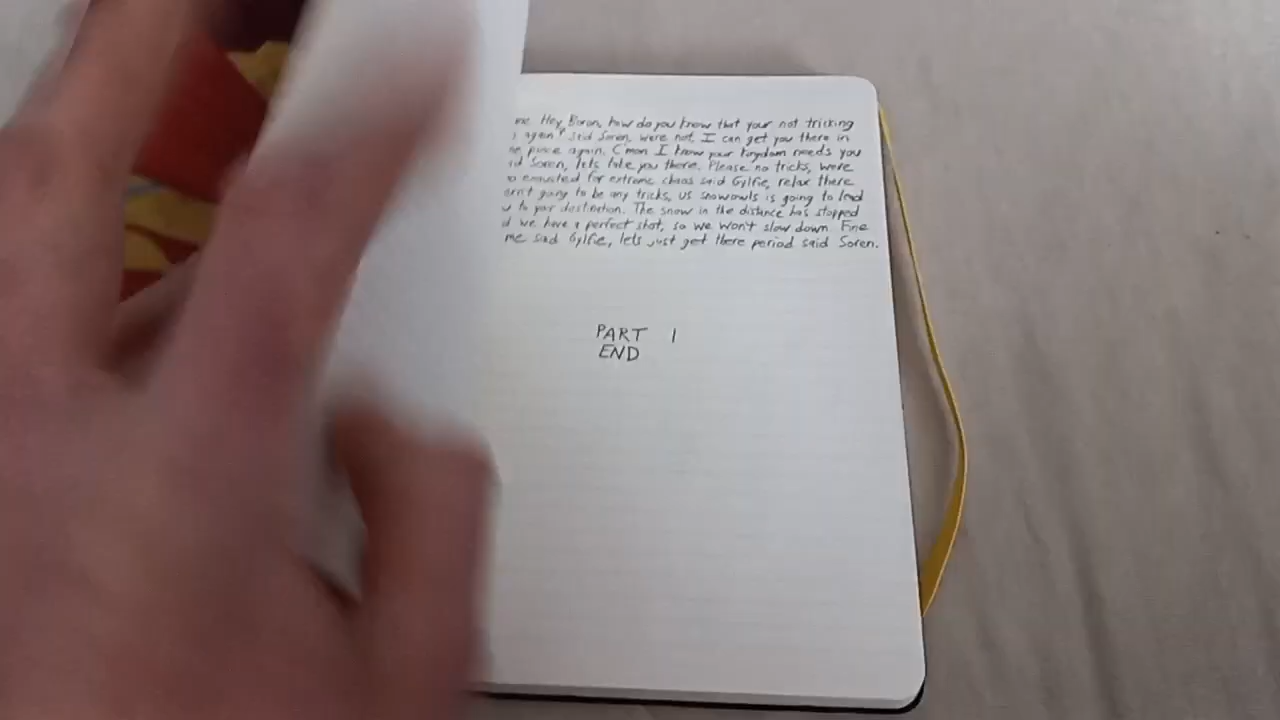 me. Hey Boron, how do you know that your not tricking
again? said Soren, were not, I can get you there in
one piece again. C'mon I know your kingdom needs you
said Soren, lets take you there. Please no tricks, were
exausted for extreme chaos said Gylfie, relax there
arent going to be any tricks, us snowowls is going to lead
to your destination. The snow in the distance has stopped
we have a perfect shot, so we won't slow down. Fine
me said Gylfie, lets just get there period said Soren.
PART 1
END